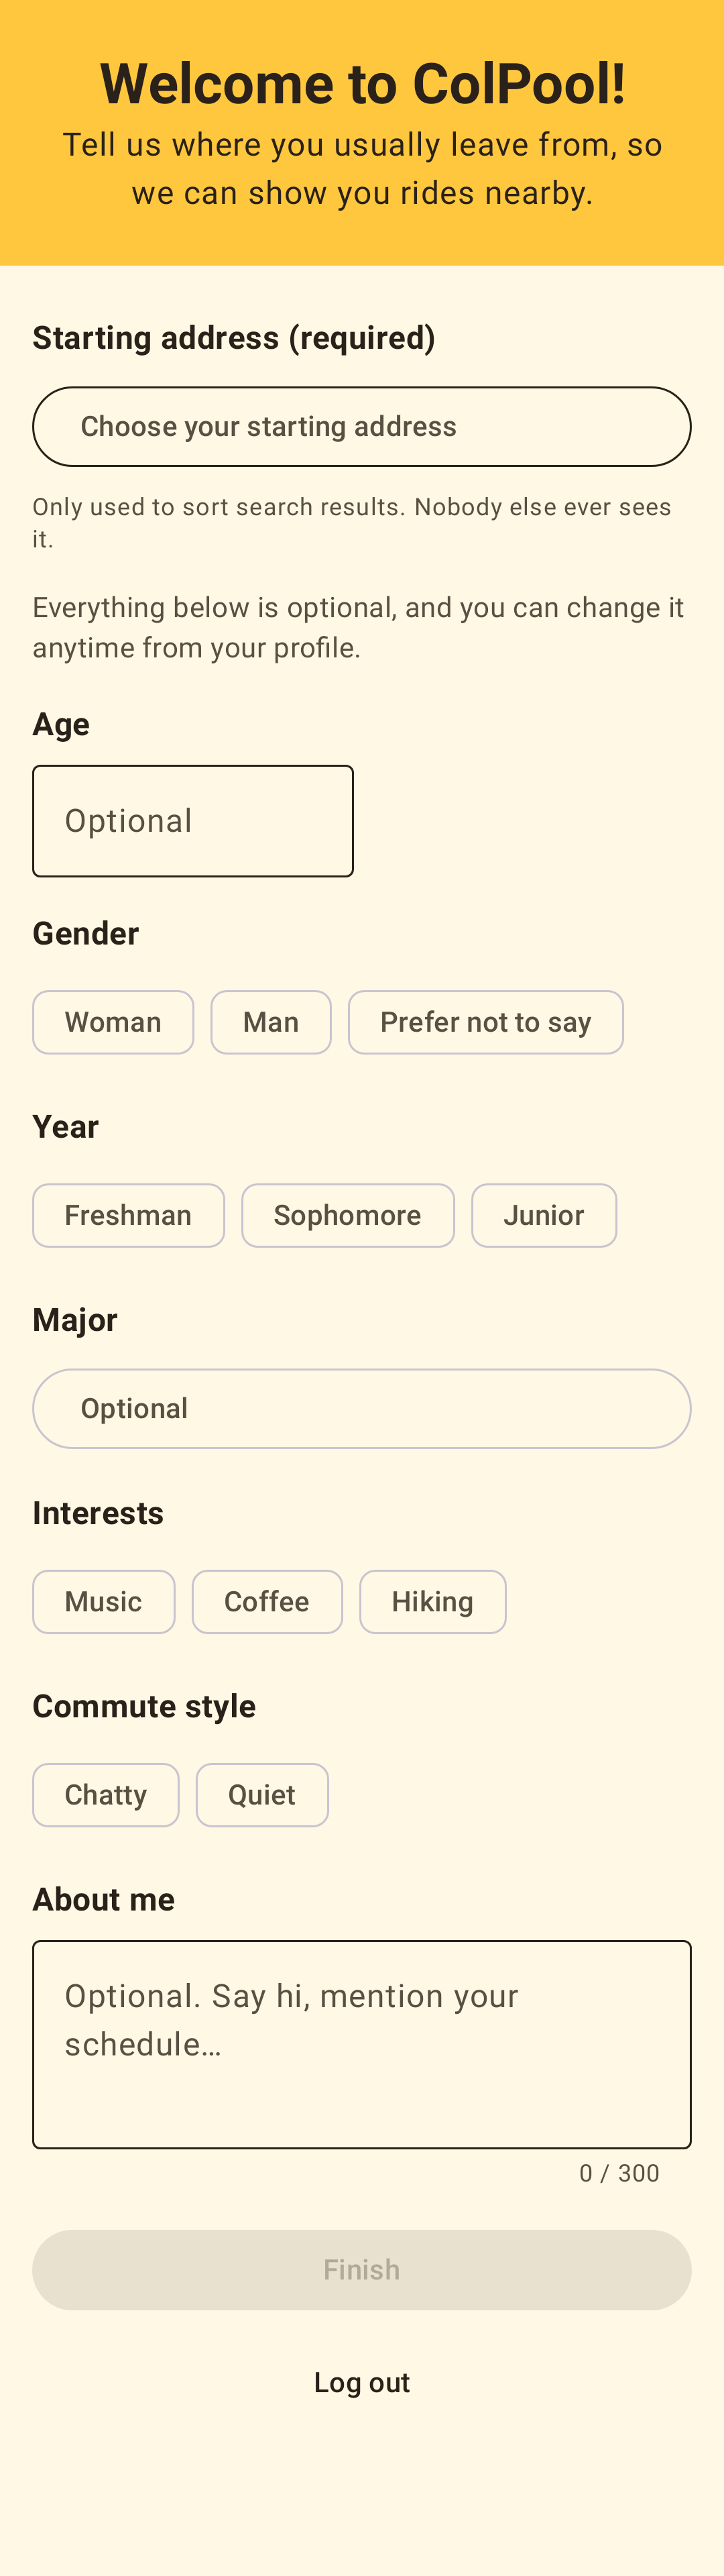 Welcome to ColPool!
Tell us where you usually leave from, so
we can show you rides nearby.
Starting address (required)
Choose your starting address
Only used to sort search results. Nobody else ever sees
it.
Everything below is optional, and you can change it
anytime from your profile.
Age
Optional
Gender
Woman Man Prefer not to say
Year
Freshman Sophomore Junior
Major
Optional
Interests
Music Coffee Hiking
Commute style
Chatty Quiet
About me
Optional. Say hi, mention your
schedule…
0 / 300
Finish
Log out